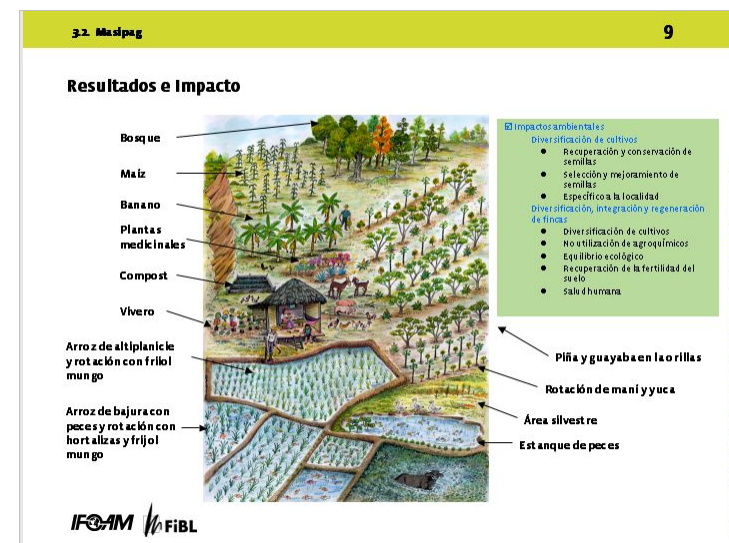 3.2. Masipag
9
Resultados e Impacto
Bosque
Maíz
Banano
Plantas
medicinales
Compost
Vivero
Arroz de altiplanicie
y rotación con friiol
mungo
Arroz de bajura con
peces y rotación con
hortalizas y frijol
mungo
☑ Impactos ambientales
Diversificación de cultivos
● Recuperación y conservación de
semillas
● Selección y mejoramiento de
semillas
● Específico a la localidad
Diversificación, integración y regeneración
de fincas
● Diversificación de cultivos
● No utilización de agroquímicos
● Equilibrio ecológico
● Recuperación de la fertilidad del
suelo
● Salud humana
Piña y guayaba en la orillas
Rotación de maní y yuca
Área silvestre
Estanque de peces
IFOAM FiBL